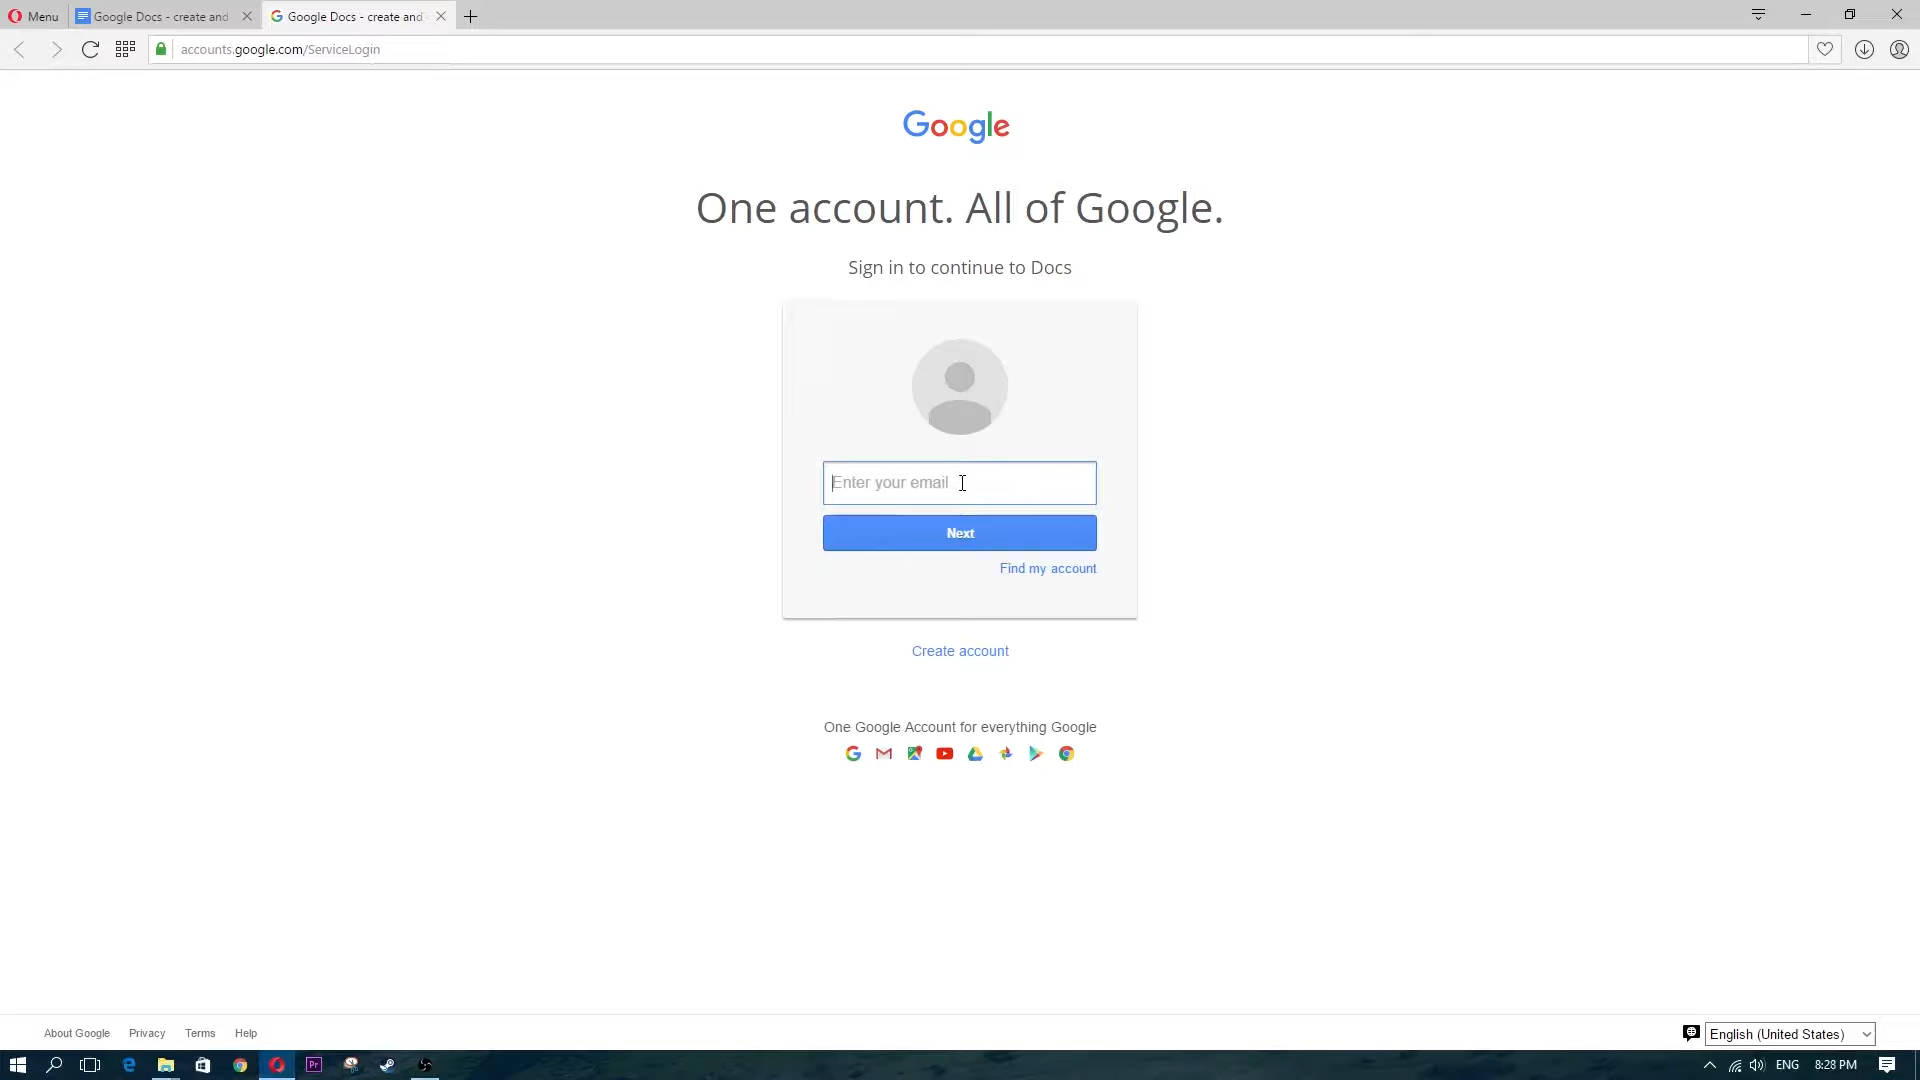 Menu
Google Docs - create and
Google Docs - create and
accounts.google.com/ServiceLogin
Google
One account. All of Google.
Sign in to continue to Docs
Enter your email
Next
Find my account
Create account
One Google Account for everything Google
About Google
Privacy
Terms
Help
English (United States)
Pr
ENG
8:28 PM